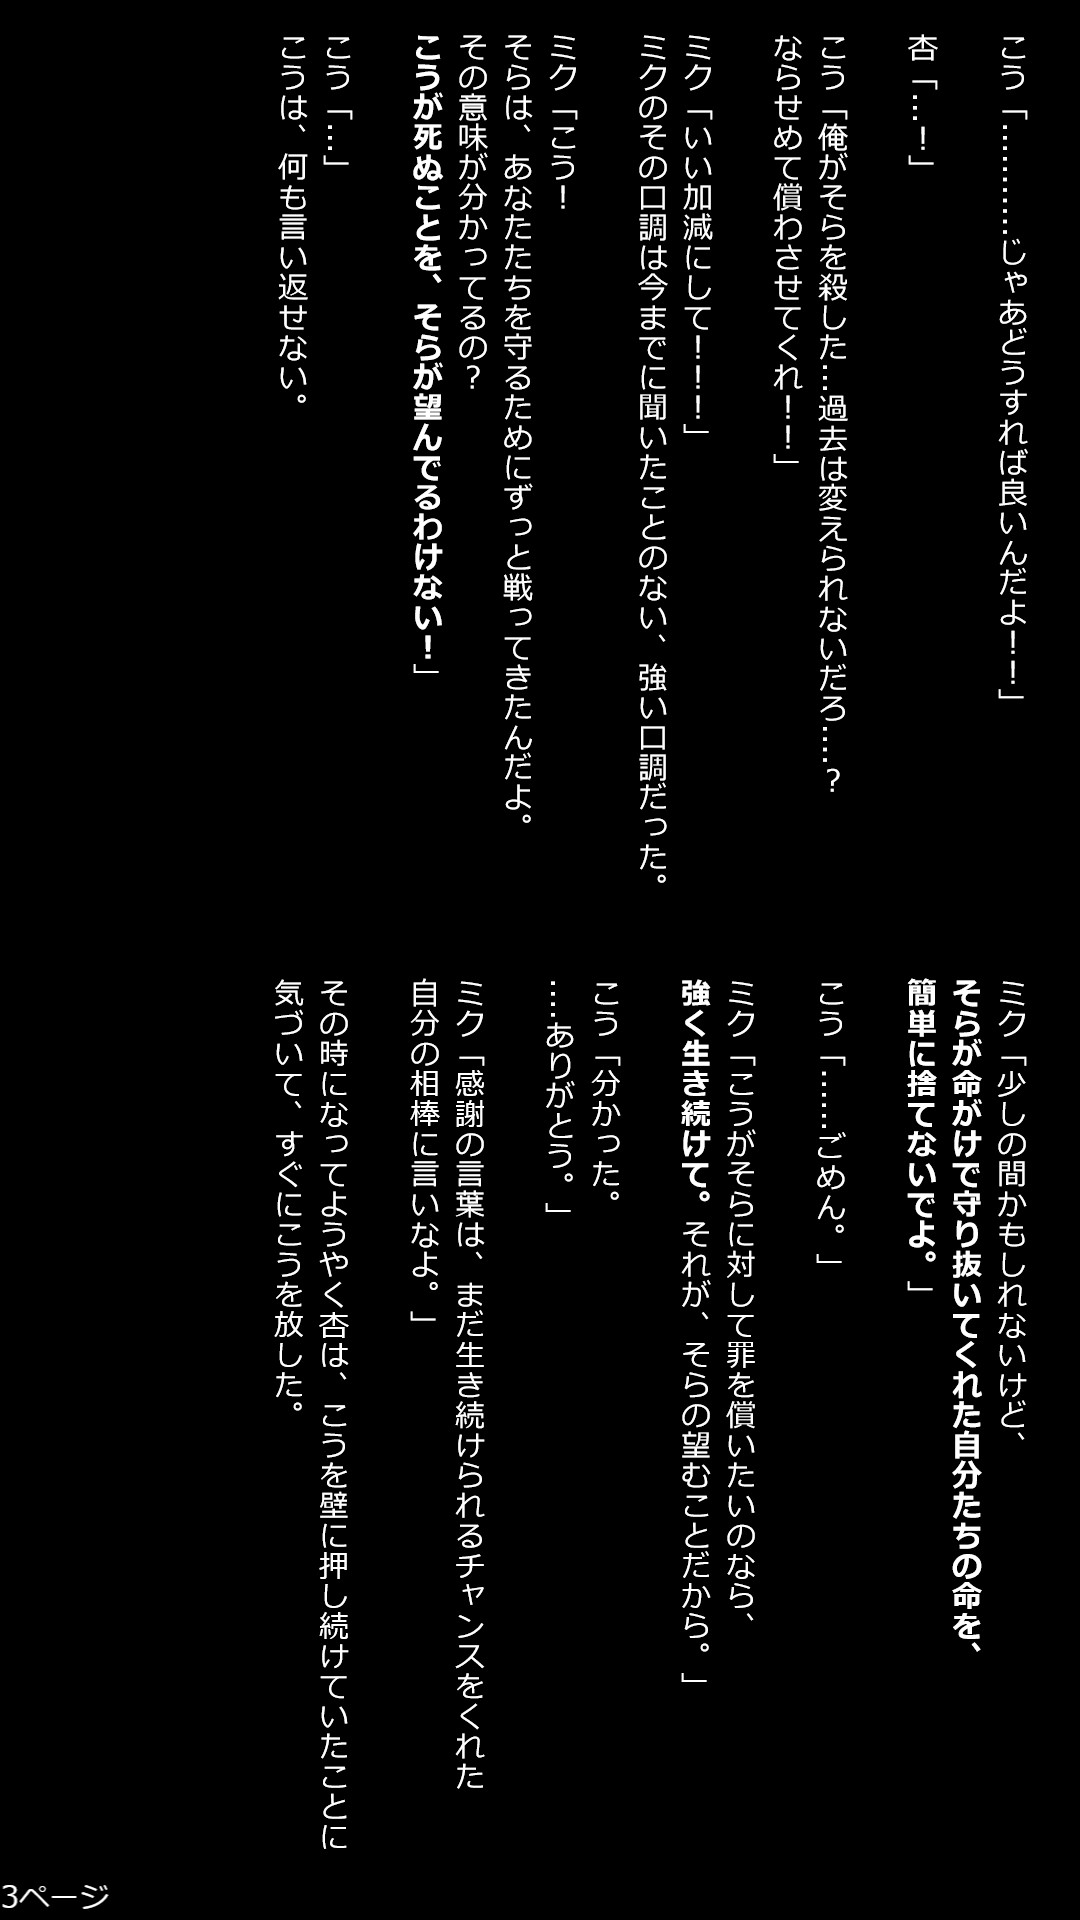 こう「…………じゃあどうすれば良いんだよ！！」
杏「…！」
こう「俺がそらを殺した…過去は変えられないだろ….？
ならせめて償わさせてくれ！！」
ミク「いい加減にして！！！」
ミクのその口調は今までに聞いたことのない、強い口調だった。
ミク「こう！
そらは、あなたたちを守るためにずっと戦ってきたんだよ。
その意味が分かってるの？
こうが死ぬことを、そらが望んでるわけない！」
こう「…」
こうは、何も言い返せない。
ミク「少しの間かもしれないけど、
そらが命がけで守り抜いてくれた自分たちの命を、
簡単に捨てないでよ。」
こう「……ごめん。」
ミク「こうがそらに対して罪を償いたいのなら、
強く生き続けて。それが、そらの望むことだから。」
こう「分かった。
….ありがとう。」
ミク「感謝の言葉は、まだ生き続けられるチャンスをくれた
自分の相棒に言いなよ。」
その時になってようやく杏は、こうを壁に押し続けていたことに
気づいて、すぐにこうを放した。
3ページ